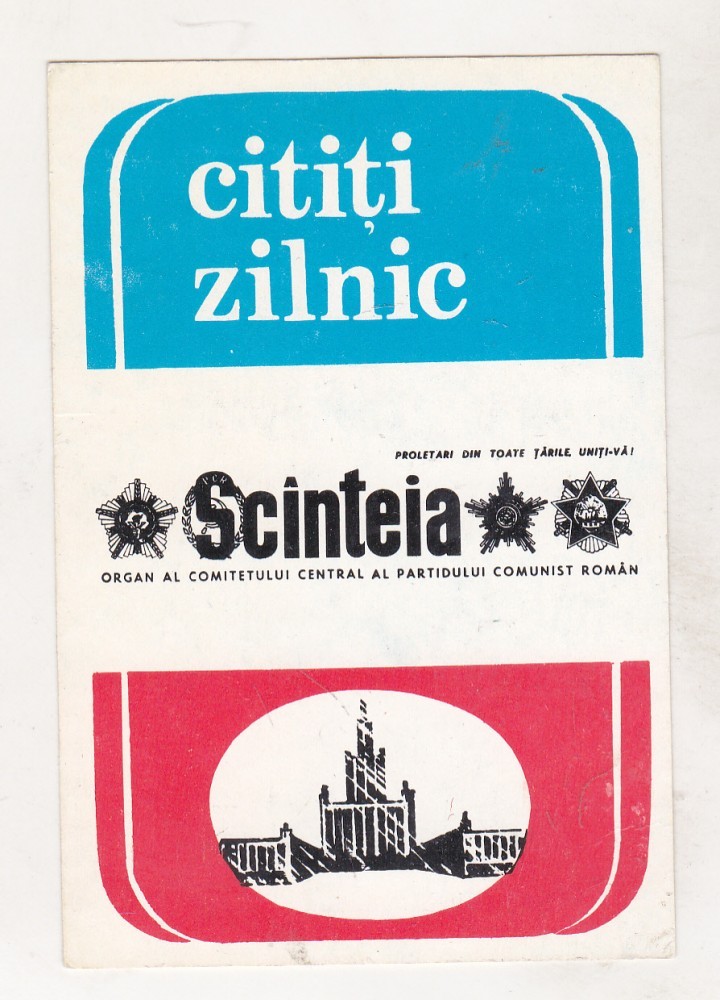 citiți
zilnic
PROLETARI DIN TOATE ȚĂRILE, UNIȚI-VĂ!
Scînteia
ORGAN AL COMITETULUI CENTRAL AL PARTIDULUI COMUNIST ROMÂN